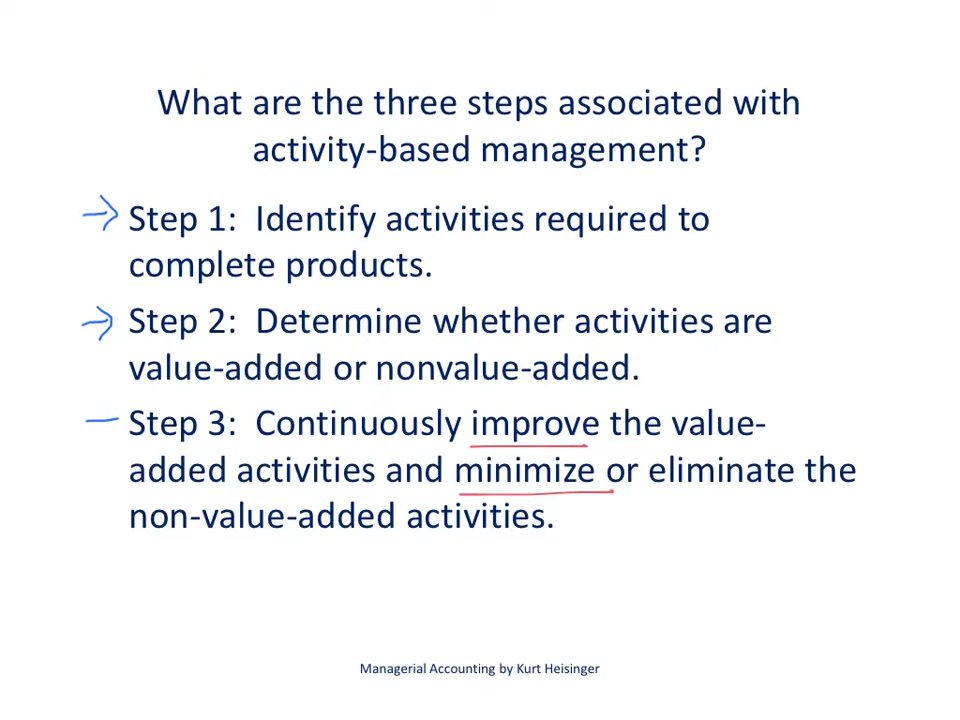 What are the three steps associated with
activity-based management?
Step 1:  Identify activities required to
complete products.
Step 2:  Determine whether activities are
value-added or nonvalue-added.
Step 3:  Continuously improve the value-
added activities and minimize or eliminate the
non-value-added activities.
Managerial Accounting by Kurt Heisinger